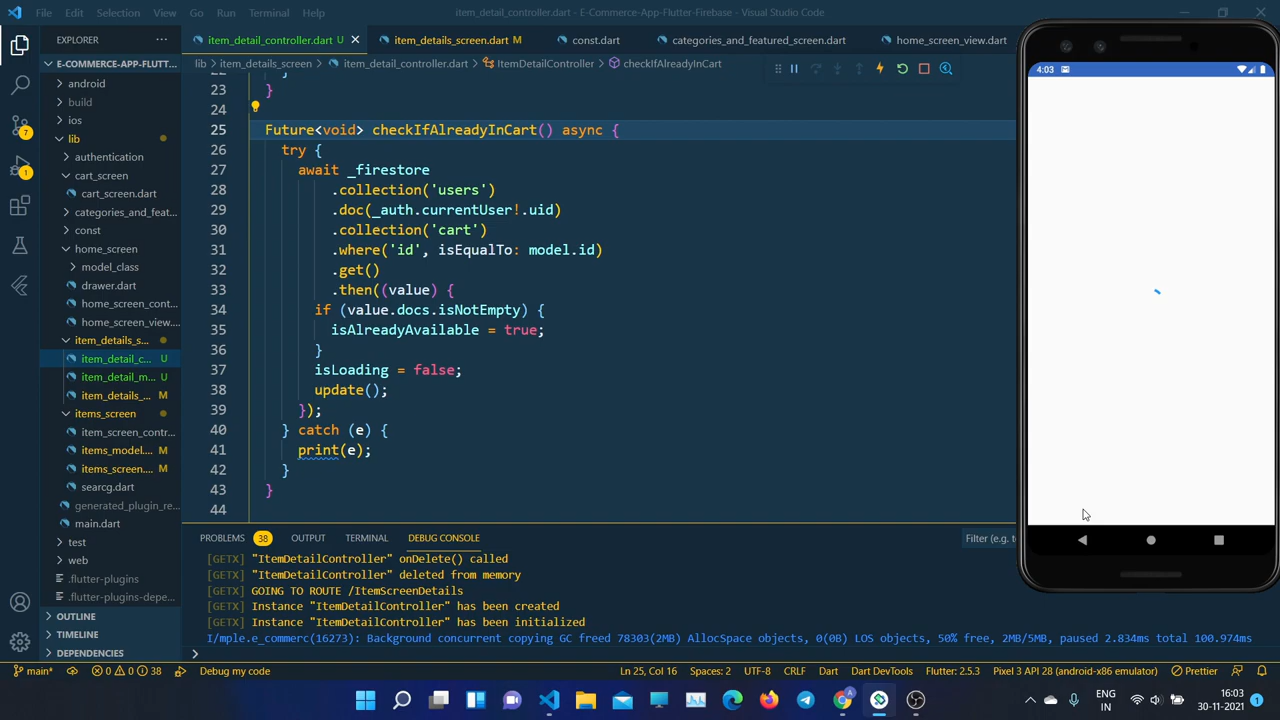 File Edit Selection View Go Run Terminal Help
item_detail_controller.dart - E-Commerce-App-Flutter-Firebase - Visual Studio Code
EXPLORER
item_detail_controller.dart U
item_details_screen.dart M
const.dart
categories_and_featured_screen.dart
home_screen_view.dart
E-COMMERCE-APP-FLUTT...
lib > item_details_screen > item_detail_controller.dart > ItemDetailController > checkIfAlreadyInCart
android
build
ios
lib
authentication
cart_screen
cart_screen.dart
categories_and_feat...
const
home_screen
model_class
drawer.dart
home_screen_cont...
home_screen_view....
item_details_s...
item_detail_c... U
item_detail_m... U
item_details_... M
items_screen
item_screen_contr...
items_model.... M
items_screen.... M
searcg.dart
generated_plugin_re...
main.dart
test
web
.flutter-plugins
.flutter-plugins-depe...
OUTLINE
TIMELINE
DEPENDENCIES
7
1
23 }
24
25 Future<void> checkIfAlreadyInCart() async {
26 try {
27 await _firestore
28 .collection('users')
29 .doc(_auth.currentUser!.uid)
30 .collection('cart')
31 .where('id', isEqualTo: model.id)
32 .get()
33 .then((value) {
34 if (value.docs.isNotEmpty) {
35 isAlreadyAvailable = true;
36 }
37 isLoading = false;
38 update();
39 });
40 } catch (e) {
41 print(e);
42 }
43 }
44
PROBLEMS 38 OUTPUT TERMINAL DEBUG CONSOLE
Filter (e.g. te
[GETX] "ItemDetailController" onDelete() called
[GETX] "ItemDetailController" deleted from memory
[GETX] GOING TO ROUTE /ItemScreenDetails
[GETX] Instance "ItemDetailController" has been created
[GETX] Instance "ItemDetailController" has been initialized
I/mple.e_commerc(16273): Background concurrent copying GC freed 78303(2MB) AllocSpace objects, 0(0B) LOS objects, 50% free, 2MB/5MB, paused 2.834ms total 100.974ms
4:03
main* 0 0 38 Debug my code
Ln 25, Col 16 Spaces: 2 UTF-8 CRLF Dart Dart DevTools Flutter: 2.5.3 Pixel 3 API 28 (android-x86 emulator) Prettier
ENG
IN
16:03
30-11-2021
1